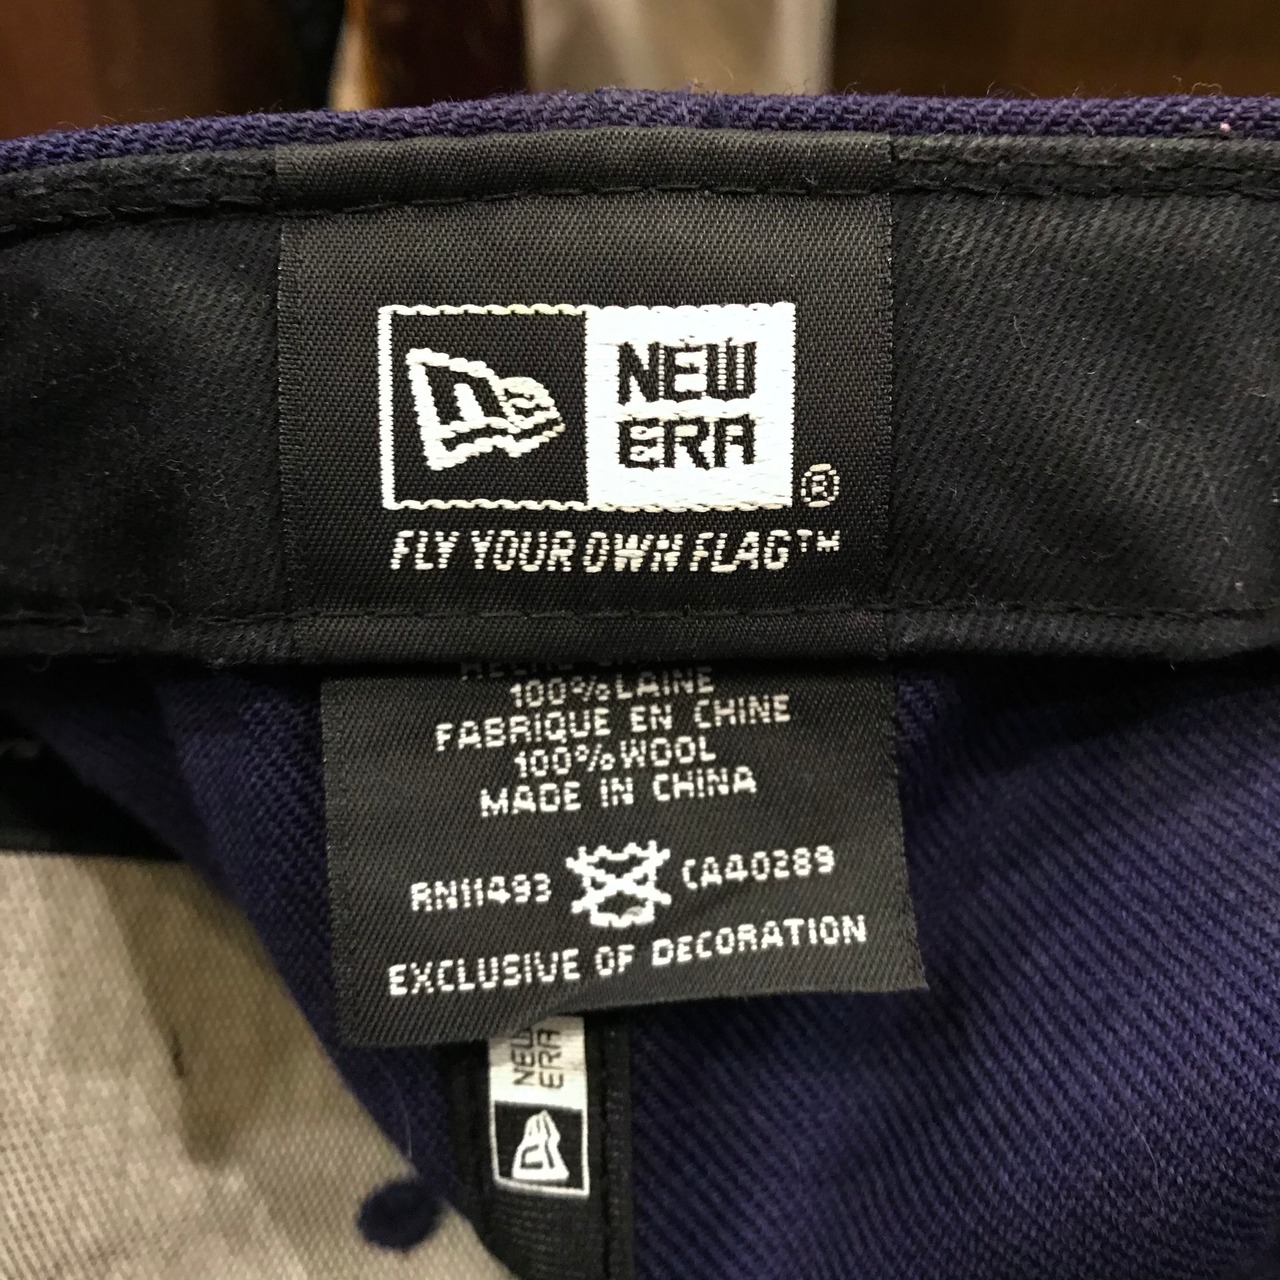 NEW
ERA
®
FLY YOUR OWN FLAG™
100% LAINE
FABRIQUE EN CHINE
100% WOOL
MADE IN CHINA
RN11493 CA40289
EXCLUSIVE OF DECORATION
NEW
ERA